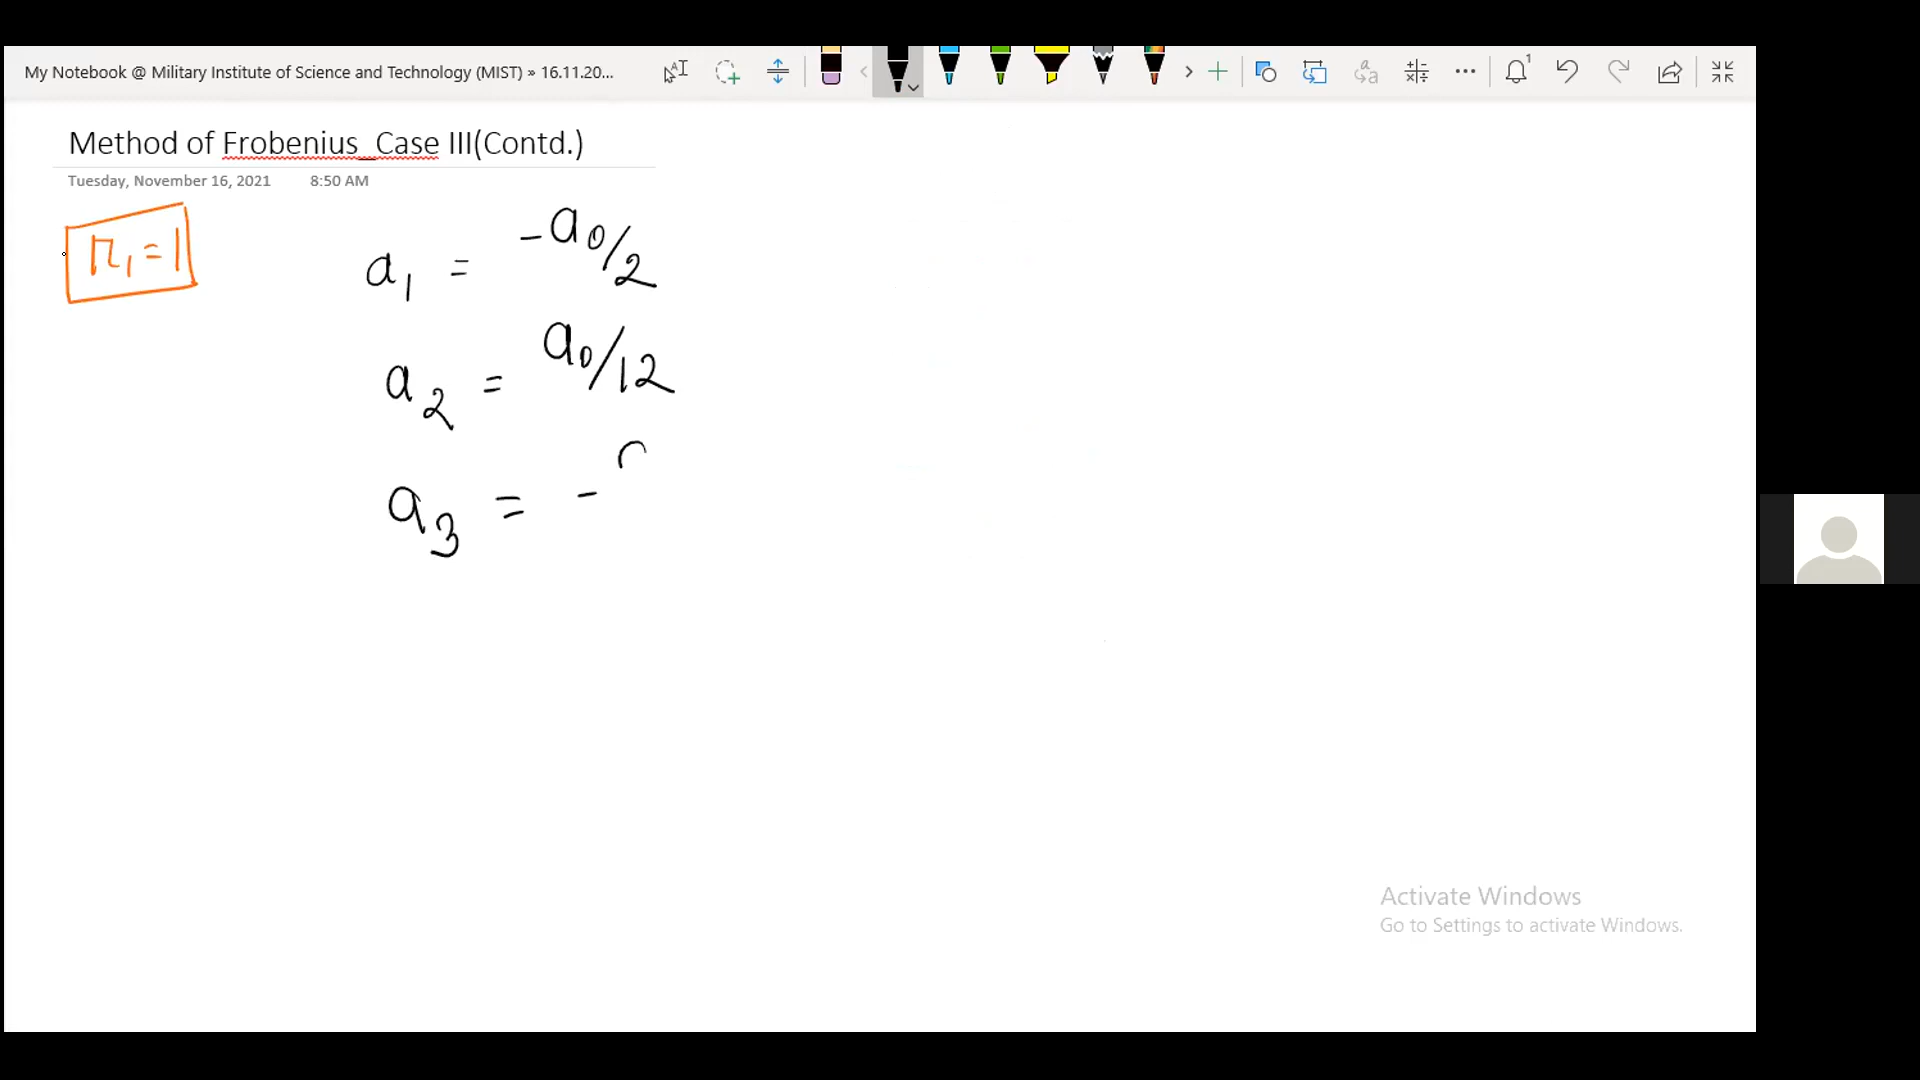 My Notebook @ Military Institute of Science and Technology (MIST) » 16.11.20...
Method of Frobenius_Case III(Contd.)
Tuesday, November 16, 2021 8:50 AM
r₁ = 1
a₁ = -a₀/2
a₂ = a₀/12
a₃ = -
Activate Windows
Go to Settings to activate Windows.